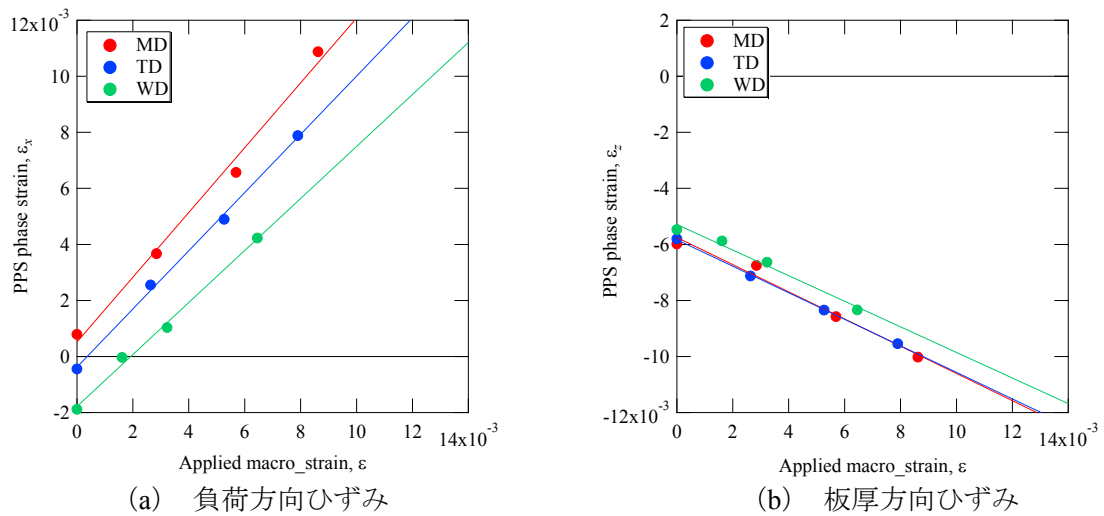 12x10⁻³
10
8
6
4
2
0
-2
PPS phase strain, εx
MD
TD
WD
0 2 4 6 8 10 12 14x10⁻³
Applied macro_strain, ε
(a) 負荷方向ひずみ
2
0
-2
-4
-6
-8
-10
-12x10⁻³
PPS phase strain, εz
MD
TD
WD
0 2 4 6 8 10 12 14x10⁻³
Applied macro_strain, ε
(b) 板厚方向ひずみ